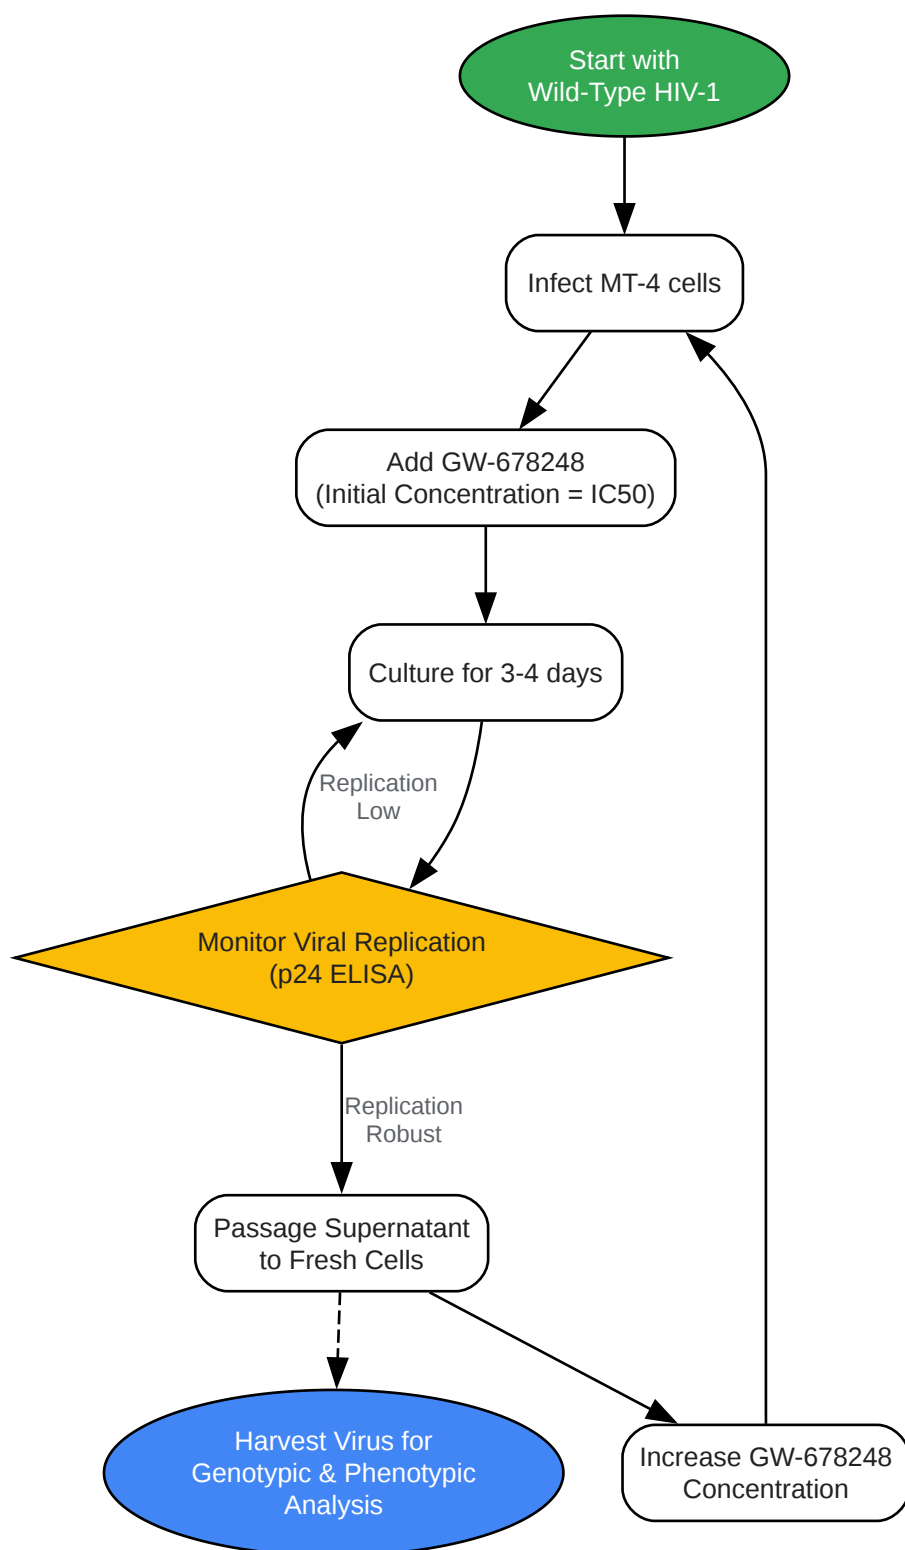 Start with
Wild-Type HIV-1
Infect MT-4 cells
Add GW-678248
(Initial Concentration = IC50)
Culture for 3-4 days
Replication
Low
Monitor Viral Replication
(p24 ELISA)
Replication
Robust
Passage Supernatant
to Fresh Cells
Harvest Virus for
Genotypic & Phenotypic
Analysis
Increase GW-678248
Concentration